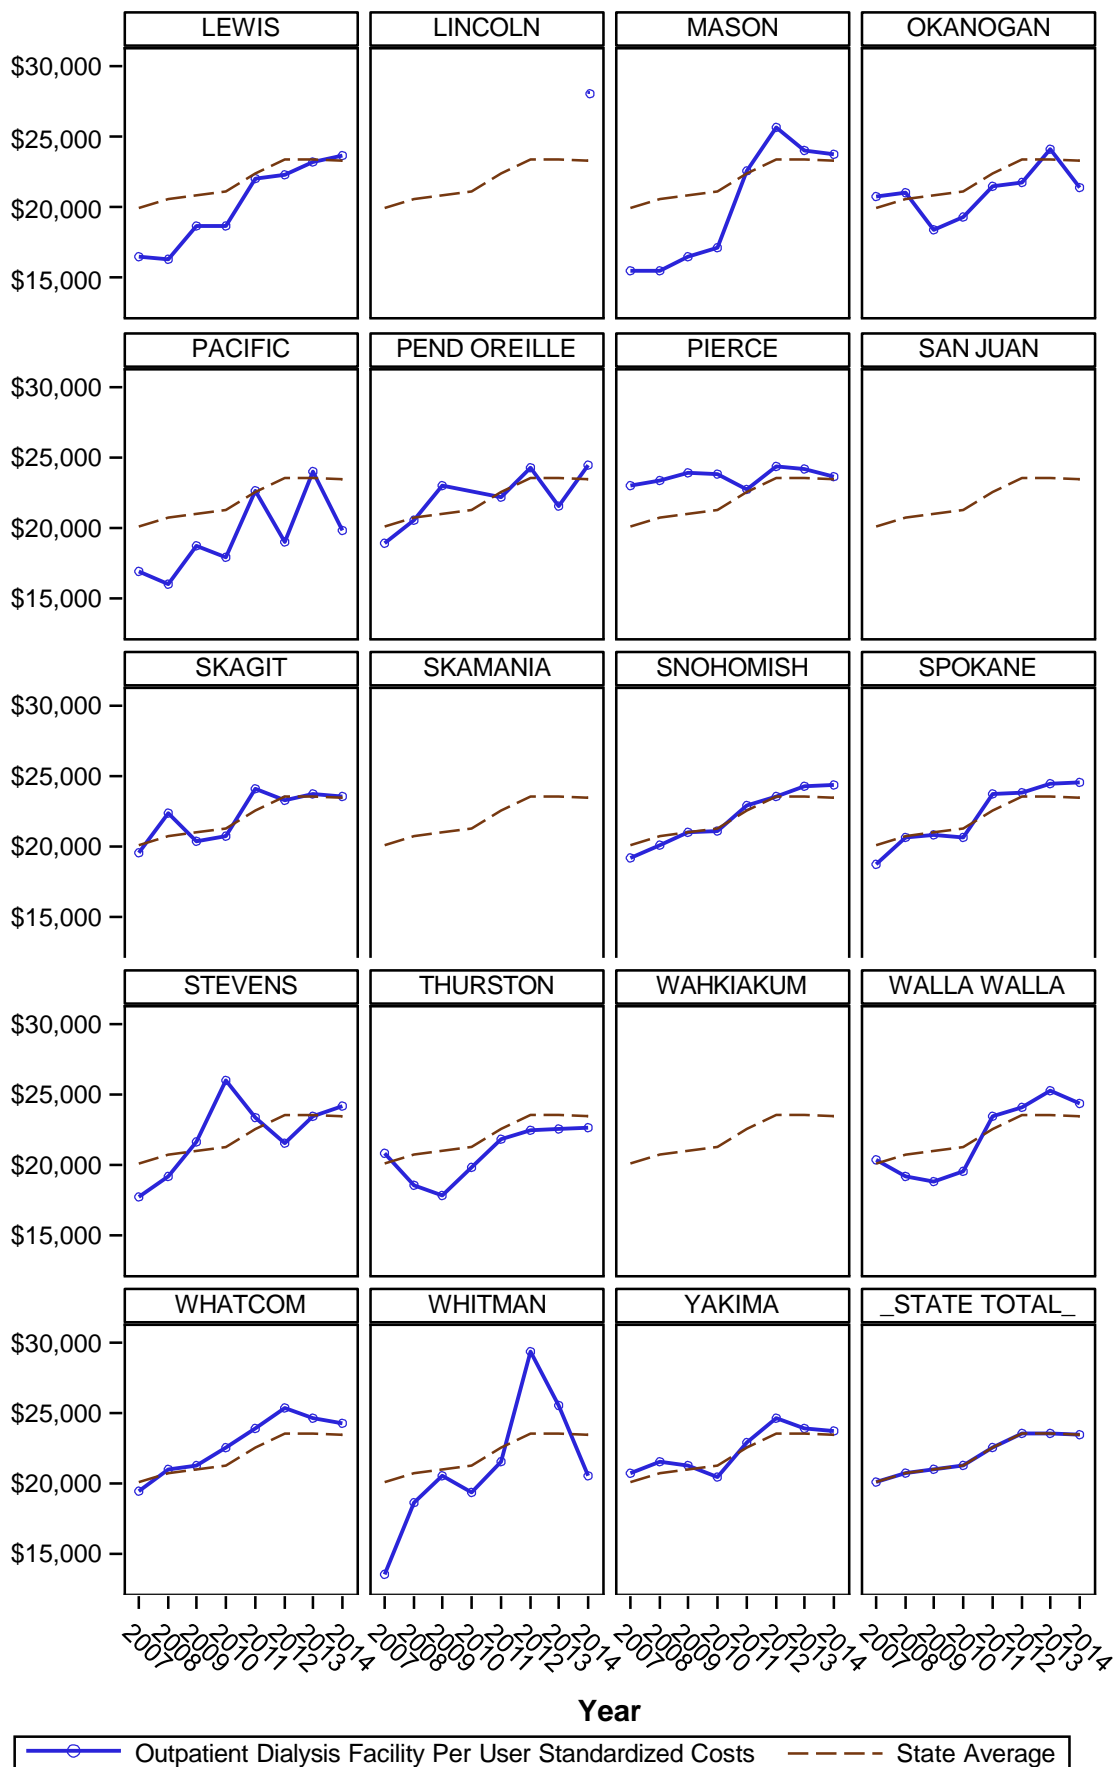 LEWIS LINCOLN MASON OKANOGAN
$30,000
$25,000
$20,000
$15,000
PACIFIC PEND OREILLE PIERCE SAN JUAN
$30,000
$25,000
$20,000
$15,000
SKAGIT SKAMANIA SNOHOMISH SPOKANE
$30,000
$25,000
$20,000
$15,000
STEVENS THURSTON WAHKIAKUM WALLA WALLA
$30,000
$25,000
$20,000
$15,000
WHATCOM WHITMAN YAKIMA _STATE TOTAL_
$30,000
$25,000
$20,000
$15,000
2007 2008 2009 2010 2011 2012 2013 2014 2007 2008 2009 2010 2011 2012 2013 2014 2007 2008 2009 2010 2011 2012 2013 2014 2007 2008 2009 2010 2011 2012 2013 2014
Year
Outpatient Dialysis Facility Per User Standardized Costs State Average